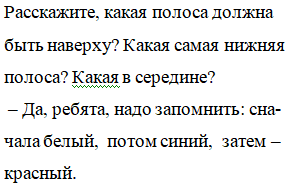 Расскажите, какая полоса должна
быть наверху? Какая самая нижняя
полоса? Какая в середине?
– Да, ребята, надо запомнить: сна-
чала белый, потом синий, затем –
красный.